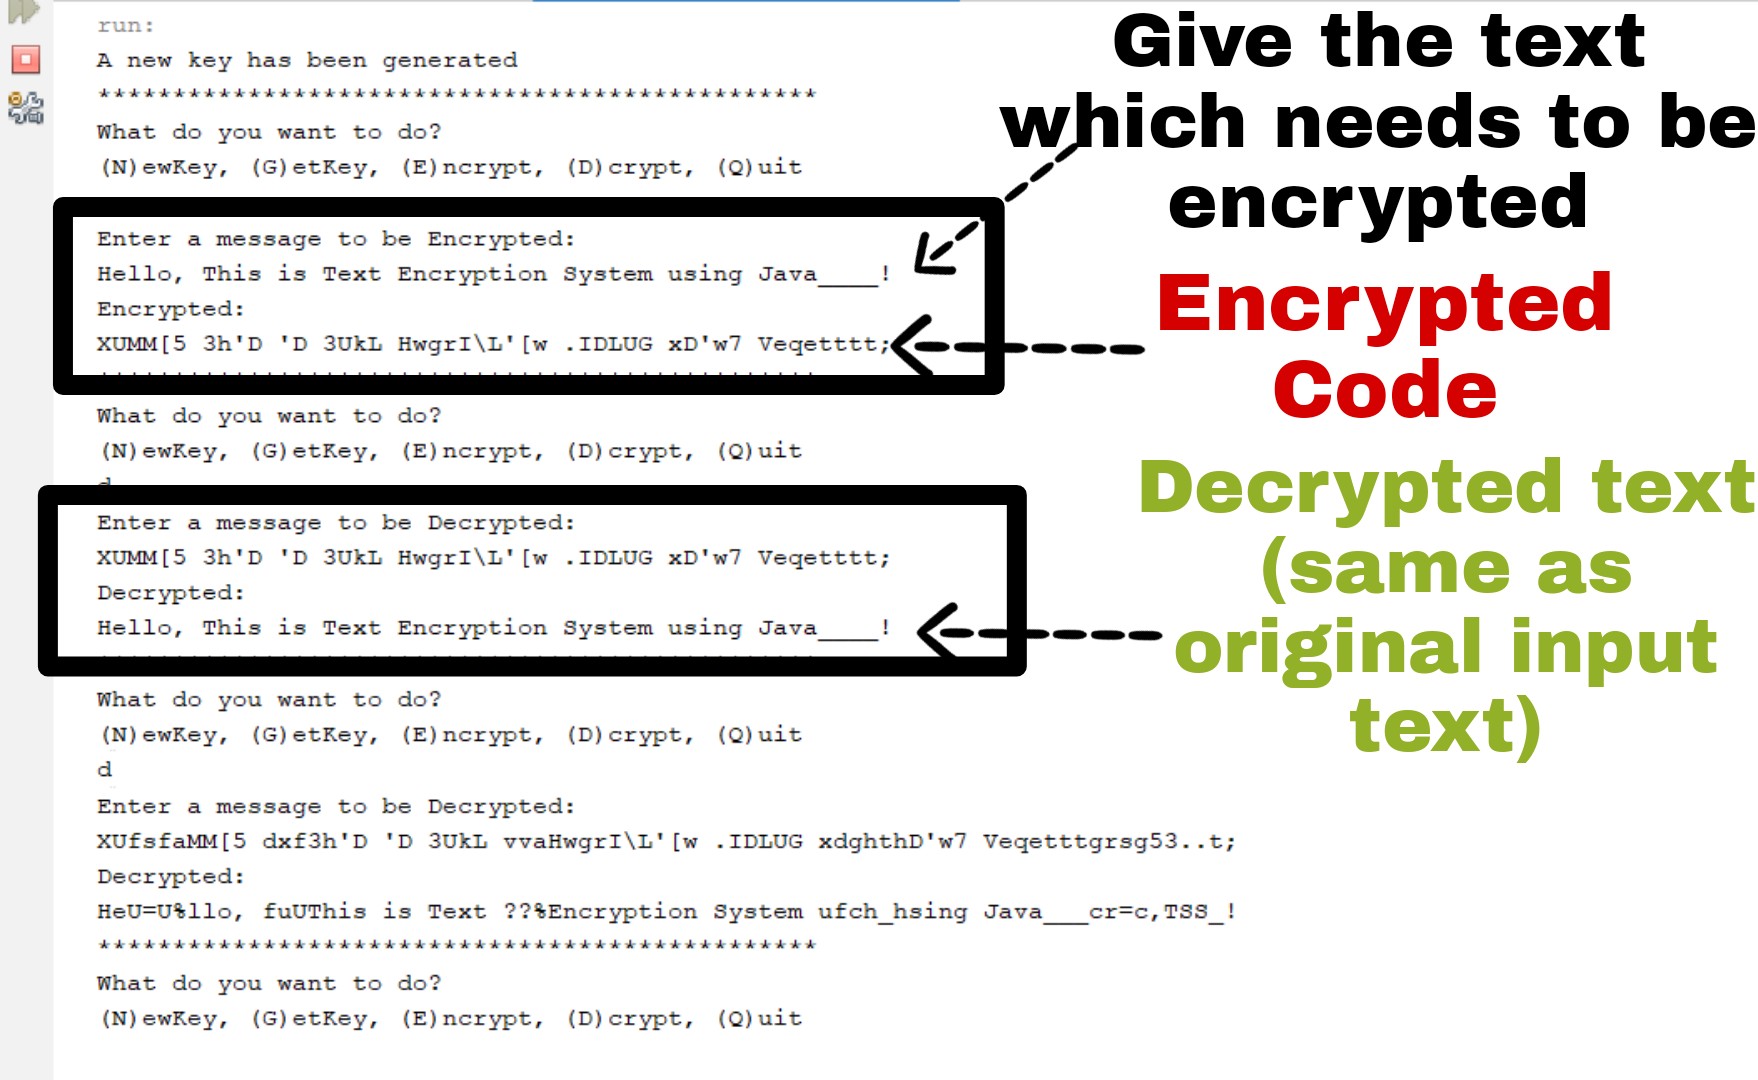 run:
A new key has been generated
************************************************
What do you want to do?
(N)ewKey, (G)etKey, (E)ncrypt, (D)crypt, (Q)uit
Enter a message to be Encrypted:
Hello, This is Text Encryption System using Java____!
Encrypted:
XUMM[5 3h'D 'D 3UkL HwgrI\L'[w .IDLUG xD'w7 Veqetttt;
What do you want to do?
(N)ewKey, (G)etKey, (E)ncrypt, (D)crypt, (Q)uit
d
Enter a message to be Decrypted:
XUMM[5 3h'D 'D 3UkL HwgrI\L'[w .IDLUG xD'w7 Veqetttt;
Decrypted:
Hello, This is Text Encryption System using Java____!
What do you want to do?
(N)ewKey, (G)etKey, (E)ncrypt, (D)crypt, (Q)uit
d
Enter a message to be Decrypted:
XUfsfaMM[5 dxf3h'D 'D 3UkL vvaHwgrI\L'[w .IDLUG xdghthD'w7 Veqetttgrsg53..t;
Decrypted:
HeU=U%llo, fuUThis is Text ??%Encryption System ufch_hsing Java___cr=c,TSS_!
************************************************
What do you want to do?
(N)ewKey, (G)etKey, (E)ncrypt, (D)crypt, (Q)uit
Give the text
which needs to be
encrypted
Encrypted
Code
Decrypted text
(same as
original input
text)